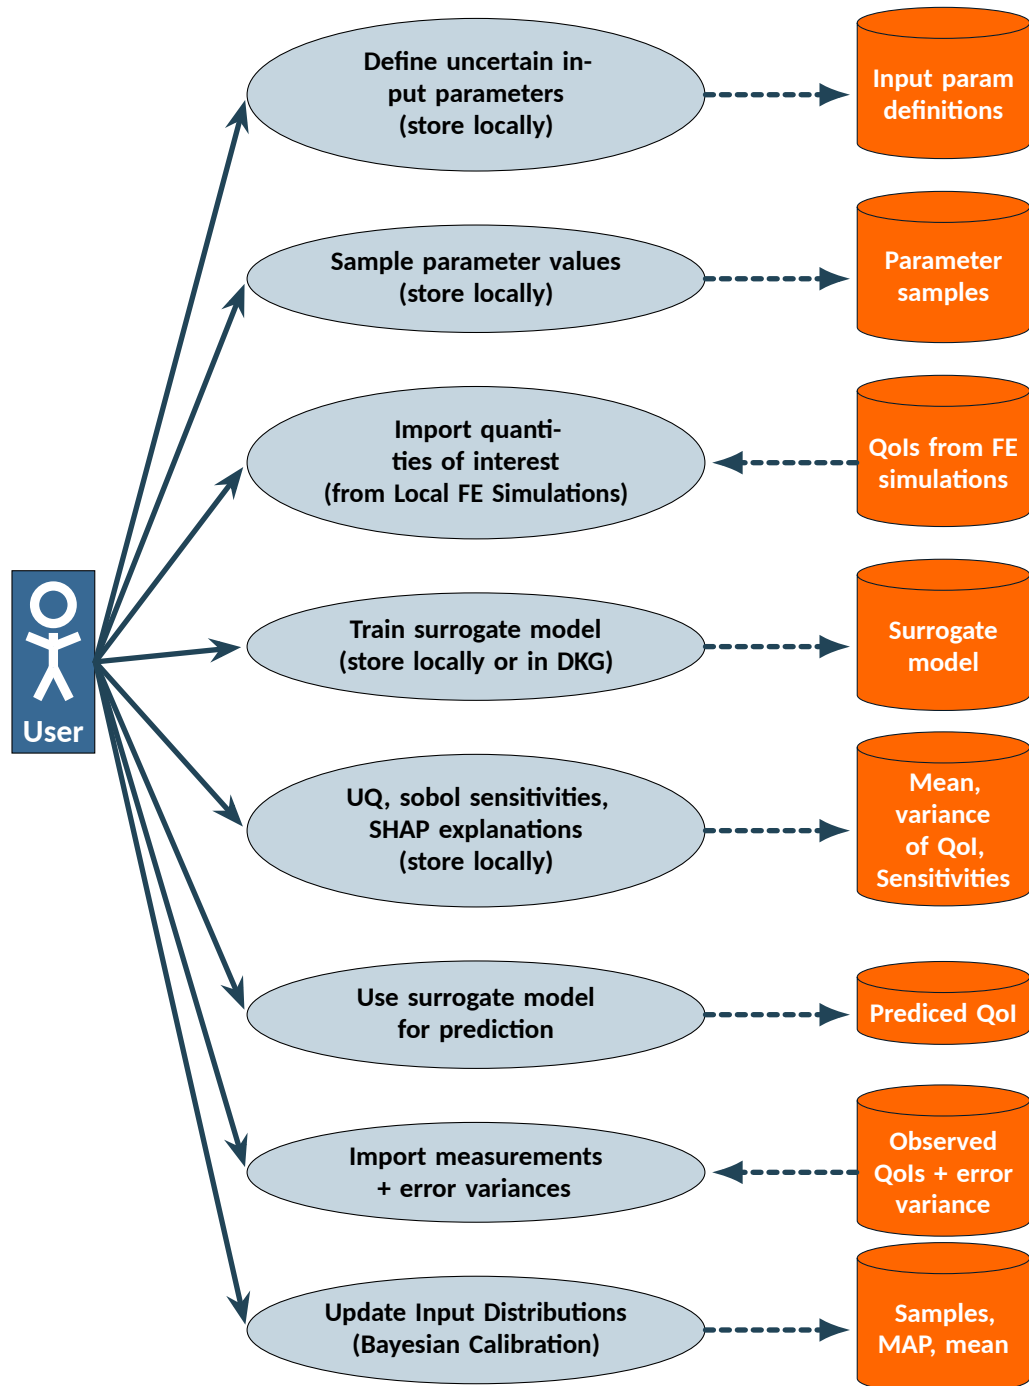 Define uncertain in-
put parameters
(store locally)
Input param
definitions
Sample parameter values
(store locally)
Parameter
samples
Import quanti-
ties of interest
(from Local FE Simulations)
QoIs from FE
simulations
User
Train surrogate model
(store locally or in DKG)
Surrogate
model
UQ, sobol sensitivities,
SHAP explanations
(store locally)
Mean,
variance
of QoI,
Sensitivities
Use surrogate model
for prediction
Prediced QoI
Import measurements
+ error variances
Observed
QoIs + error
variance
Update Input Distributions
(Bayesian Calibration)
Samples,
MAP, mean